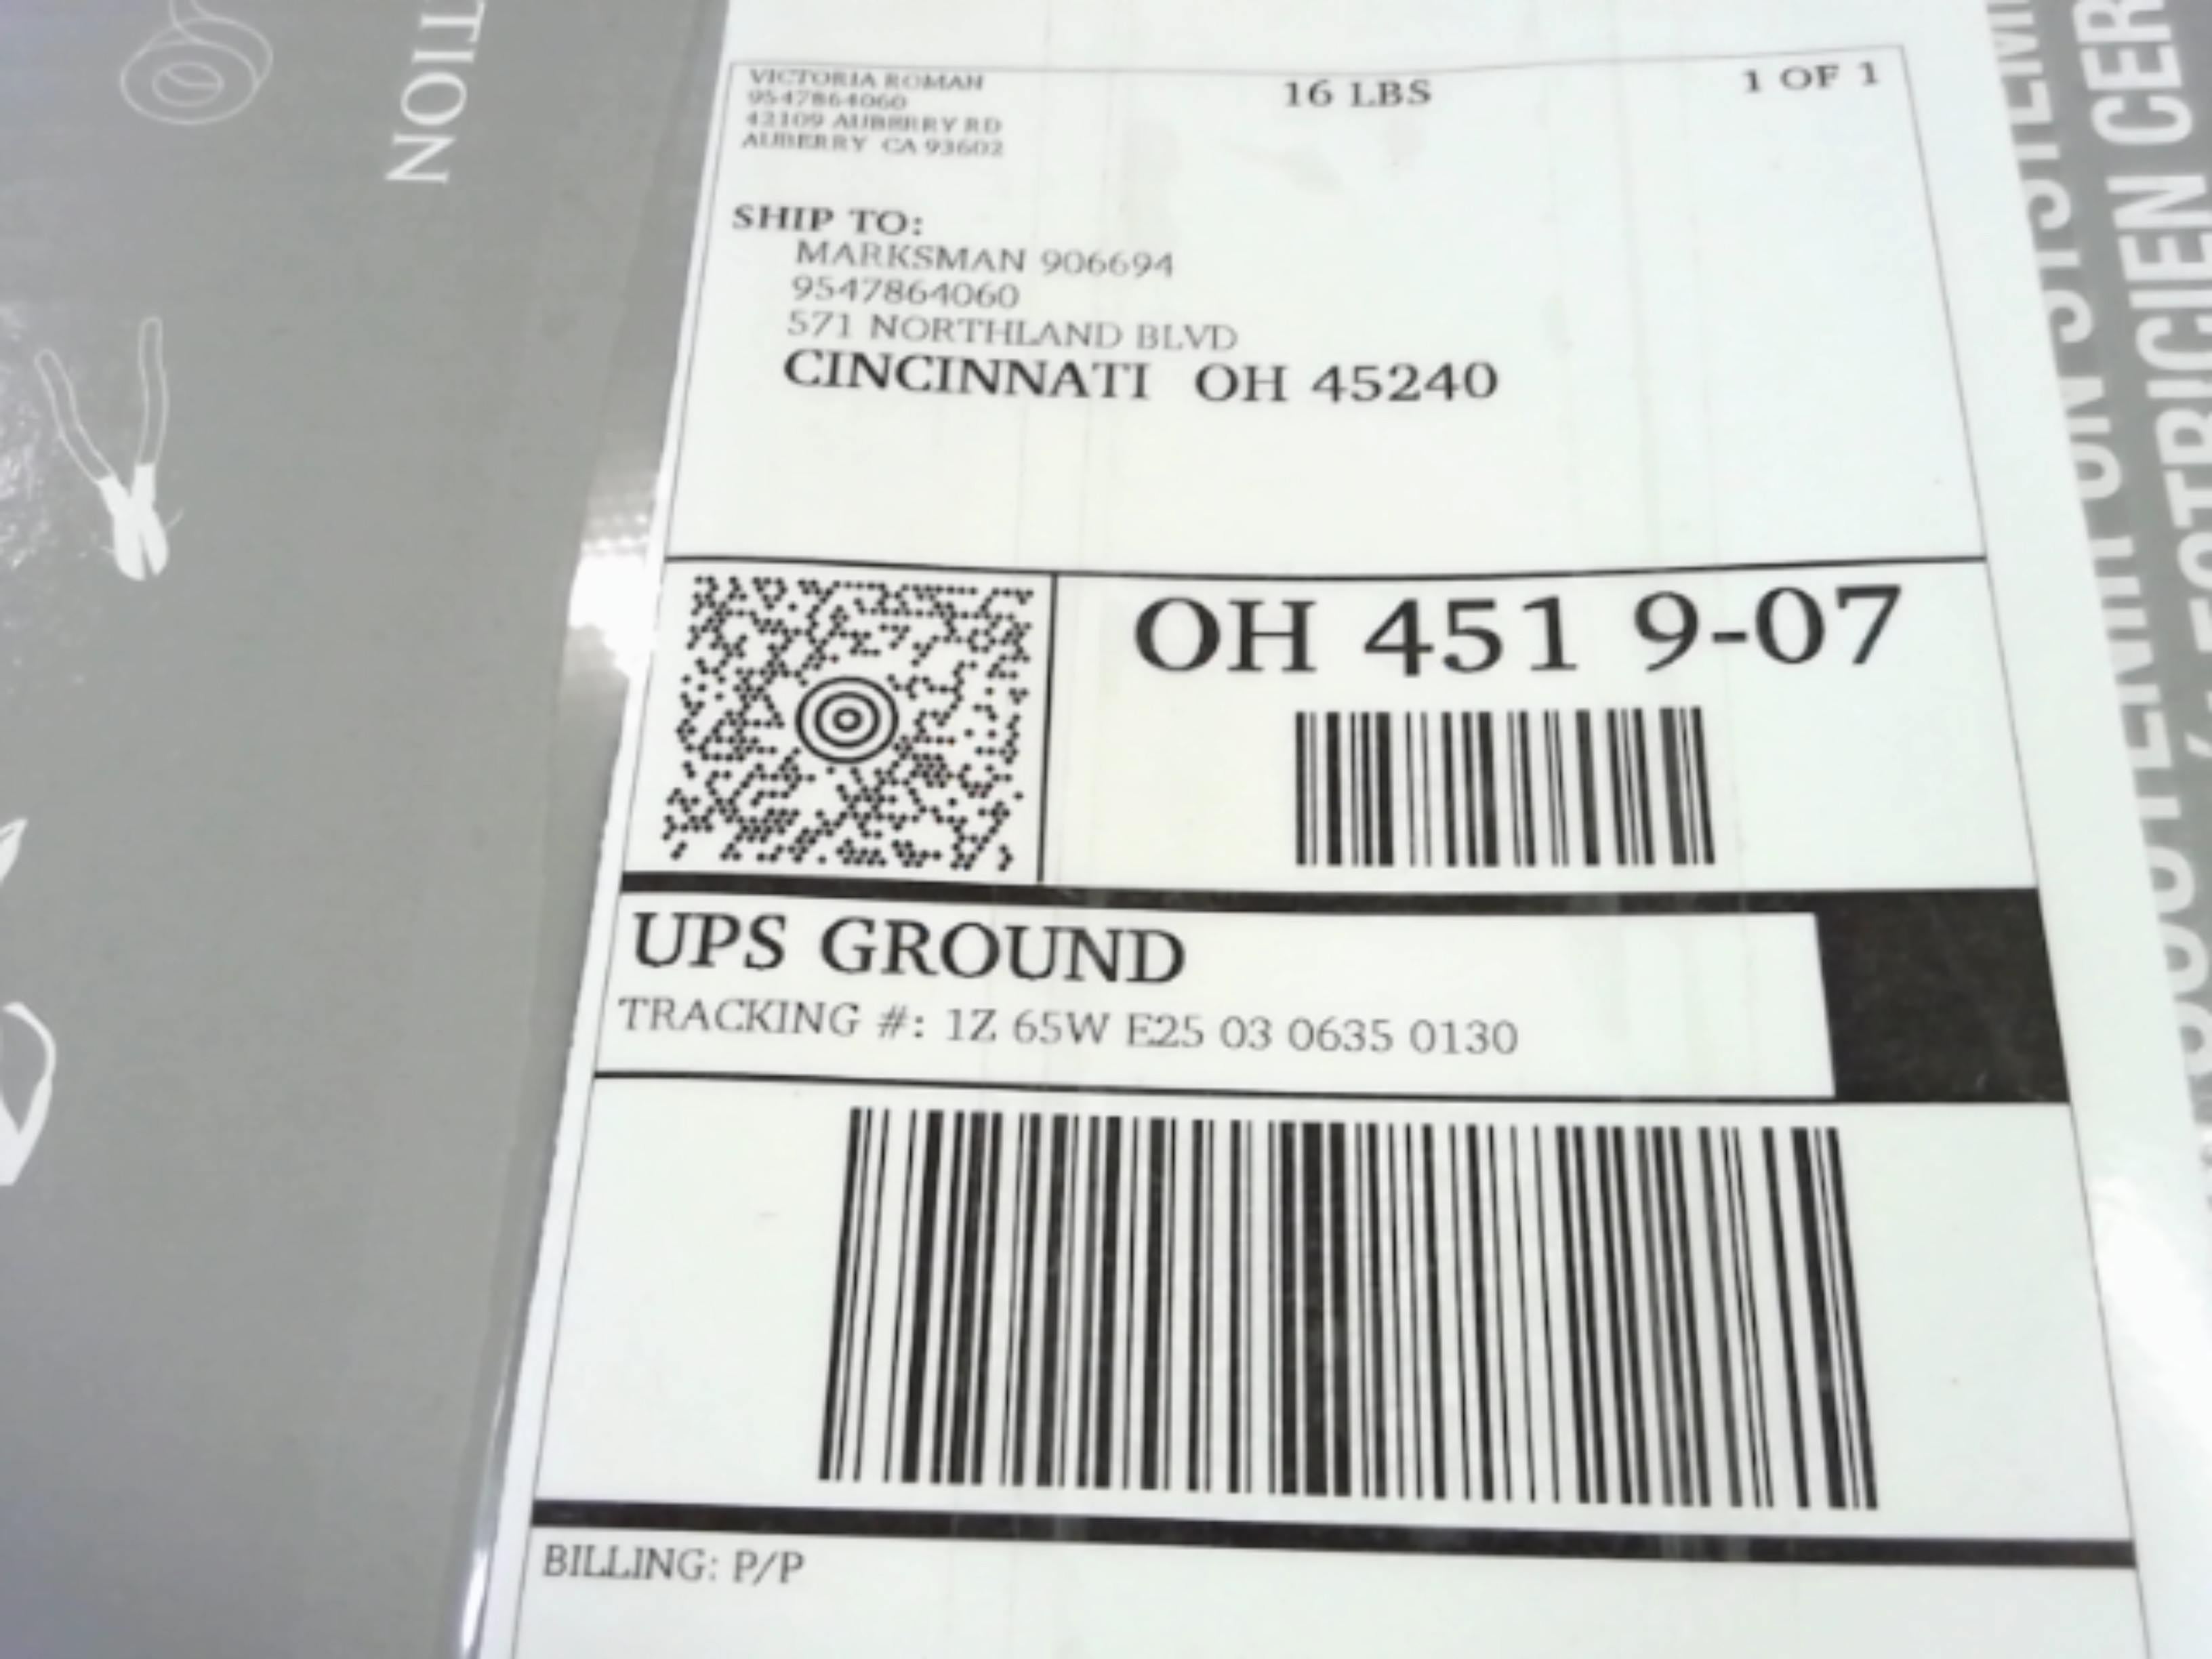 TION
VICTORIA ROMAN
9547864060
42109 AUBERRY RD
AUBERRY CA 93602
16 LBS
1 OF 1
SHIP TO:
MARKSMAN 906694
9547864060
571 NORTHLAND BLVD
CINCINNATI OH 45240
OH 451 9-07
UPS GROUND
TRACKING #: 1Z 65W E25 03 0635 0130
BILLING: P/P
ÉLECTRICIEN CER